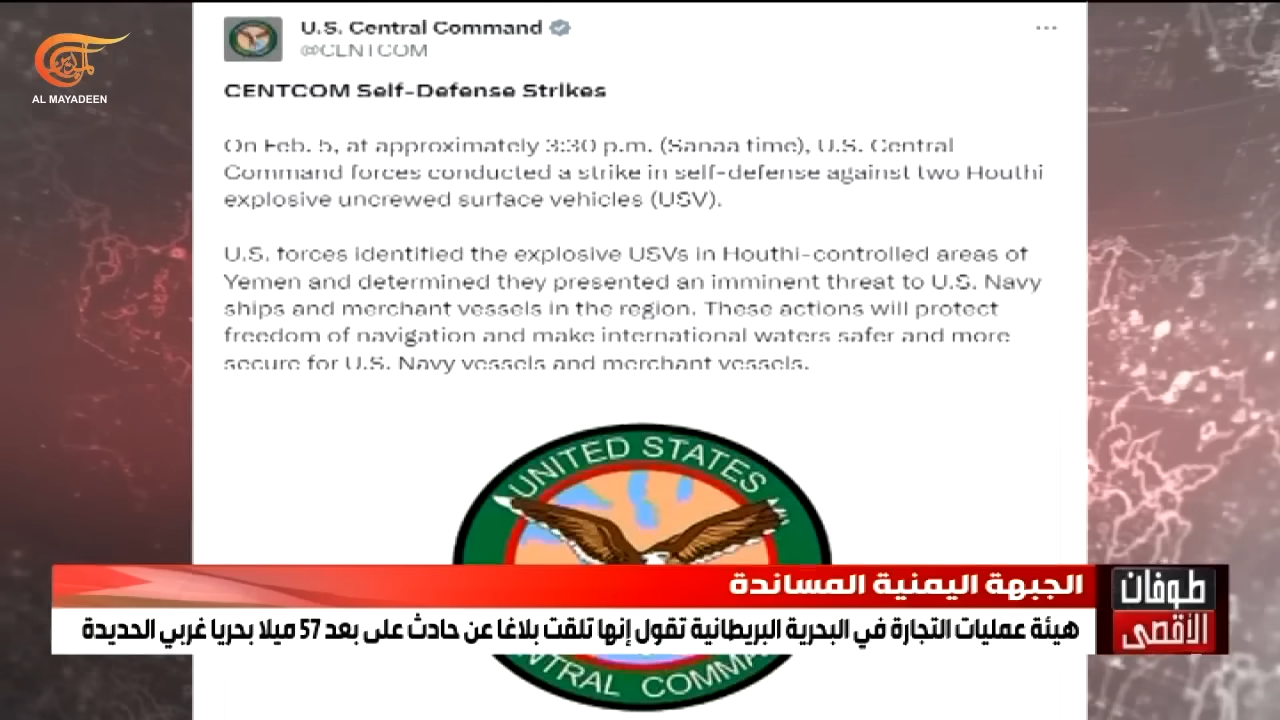 AL MAYADEEN
U.S. Central Command
@CENTCOM
CENTCOM Self-Defense Strikes
On Feb. 5, at approximately 3:30 p.m. (Sanaa time), U.S. Central
Command forces conducted a strike in self-defense against two Houthi
explosive uncrewed surface vehicles (USV).
U.S. forces identified the explosive USVs in Houthi-controlled areas of
Yemen and determined they presented an imminent threat to U.S. Navy
ships and merchant vessels in the region. These actions will protect
freedom of navigation and make international waters safer and more
secure for U.S. Navy vessels and merchant vessels.
UNITED STATES
الجبهة اليمنية المساندة
طوفان
الأقصى
هيئة عمليات التجارة في البحرية البريطانية تقول إنها تلقت بلاغا عن حادث على بعد 57 ميلا بحريا غربي الحديدة